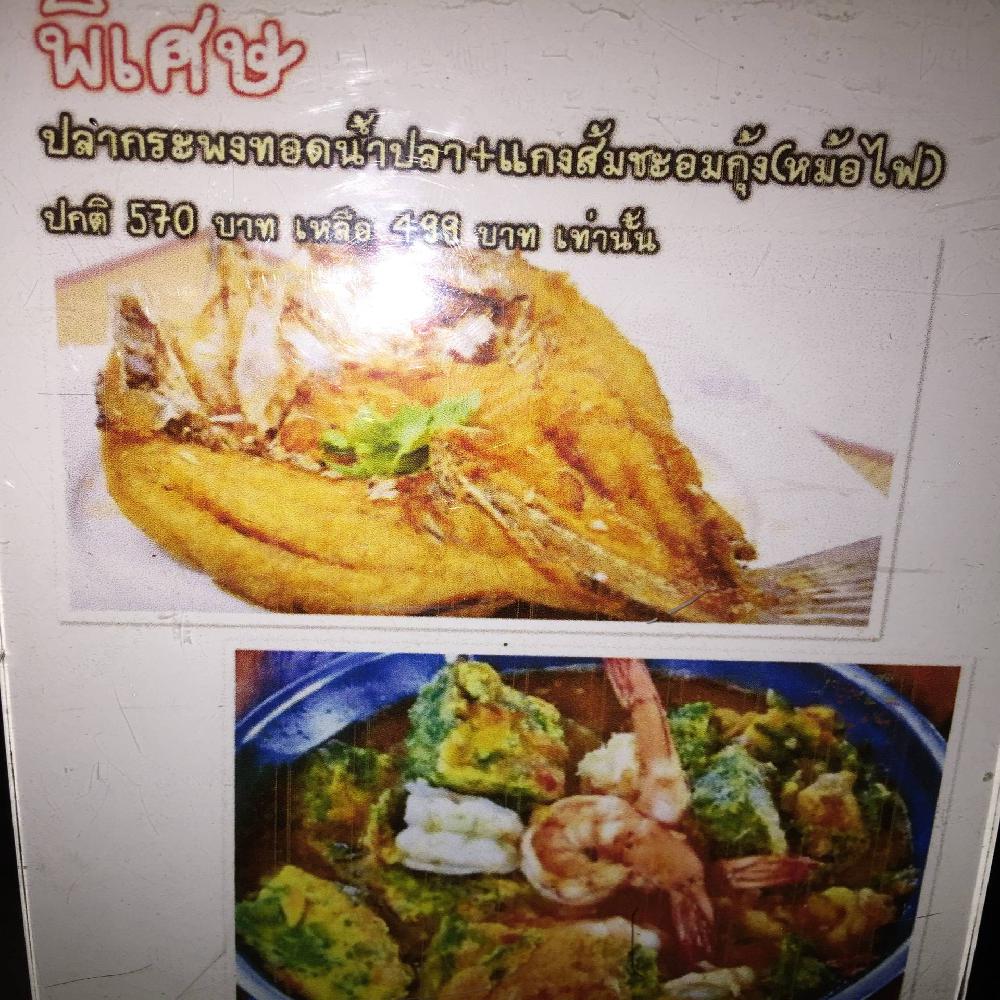 พิเศษ
ปลากระพงทอดน้ำปลา+แกงส้มชะอมกุ้ง(หม้อไฟ)
ปกติ 570 บาท เหลือ 499 บาท เท่านั้น